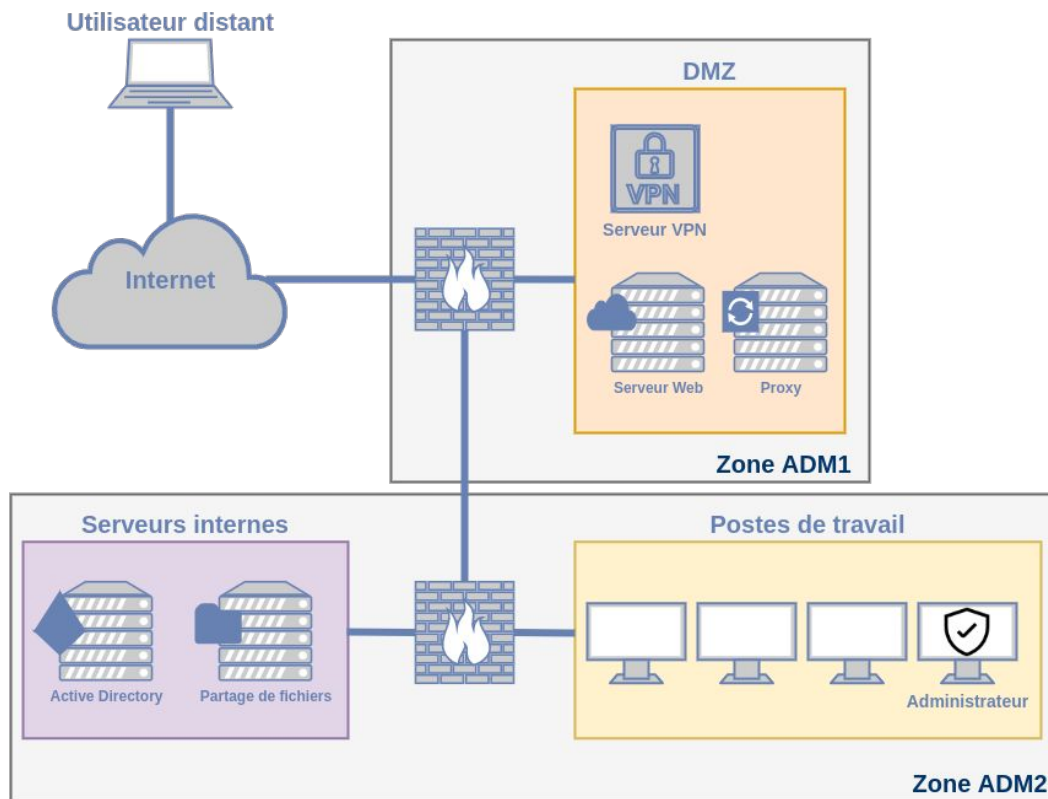 Utilisateur distant
DMZ
VPN
Serveur VPN
Internet
Serveur Web
Proxy
Zone ADM1
Serveurs internes
Postes de travail
Active Directory
Partage de fichiers
Administrateur
Zone ADM2